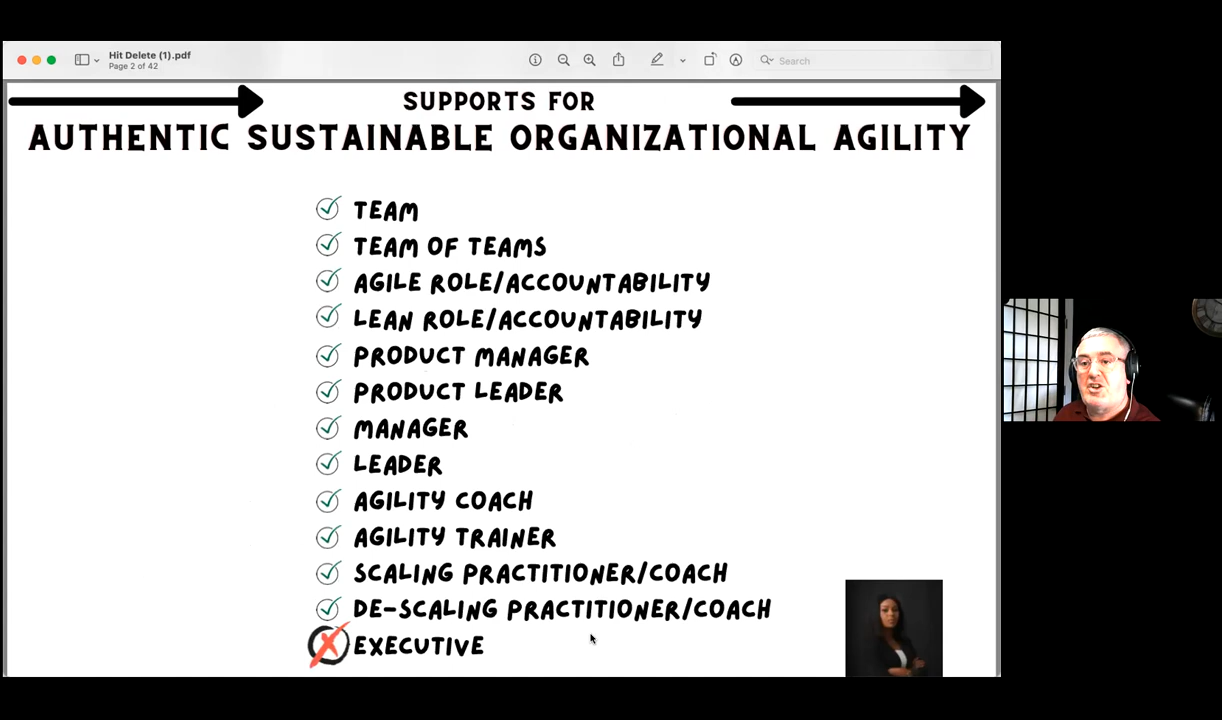 Hit Delete (1).pdf
Page 2 of 42
Search
SUPPORTS FOR
AUTHENTIC SUSTAINABLE ORGANIZATIONAL AGILITY
TEAM
TEAM OF TEAMS
AGILE ROLE/ACCOUNTABILITY
LEAN ROLE/ACCOUNTABILITY
PRODUCT MANAGER
PRODUCT LEADER
MANAGER
LEADER
AGILITY COACH
AGILITY TRAINER
SCALING PRACTITIONER/COACH
DE-SCALING PRACTITIONER/COACH
EXECUTIVE